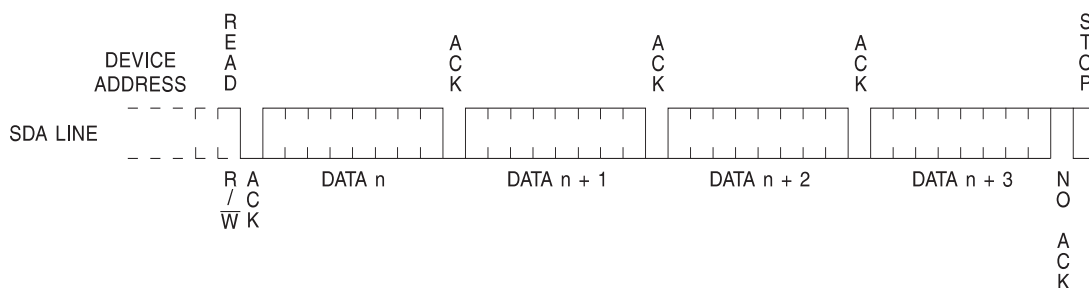 READ
ACK
ACK
ACK
STOP
DEVICE
ADDRESS
SDA LINE
R/W
ACK
DATA n
DATA n + 1
DATA n + 2
DATA n + 3
NO ACK